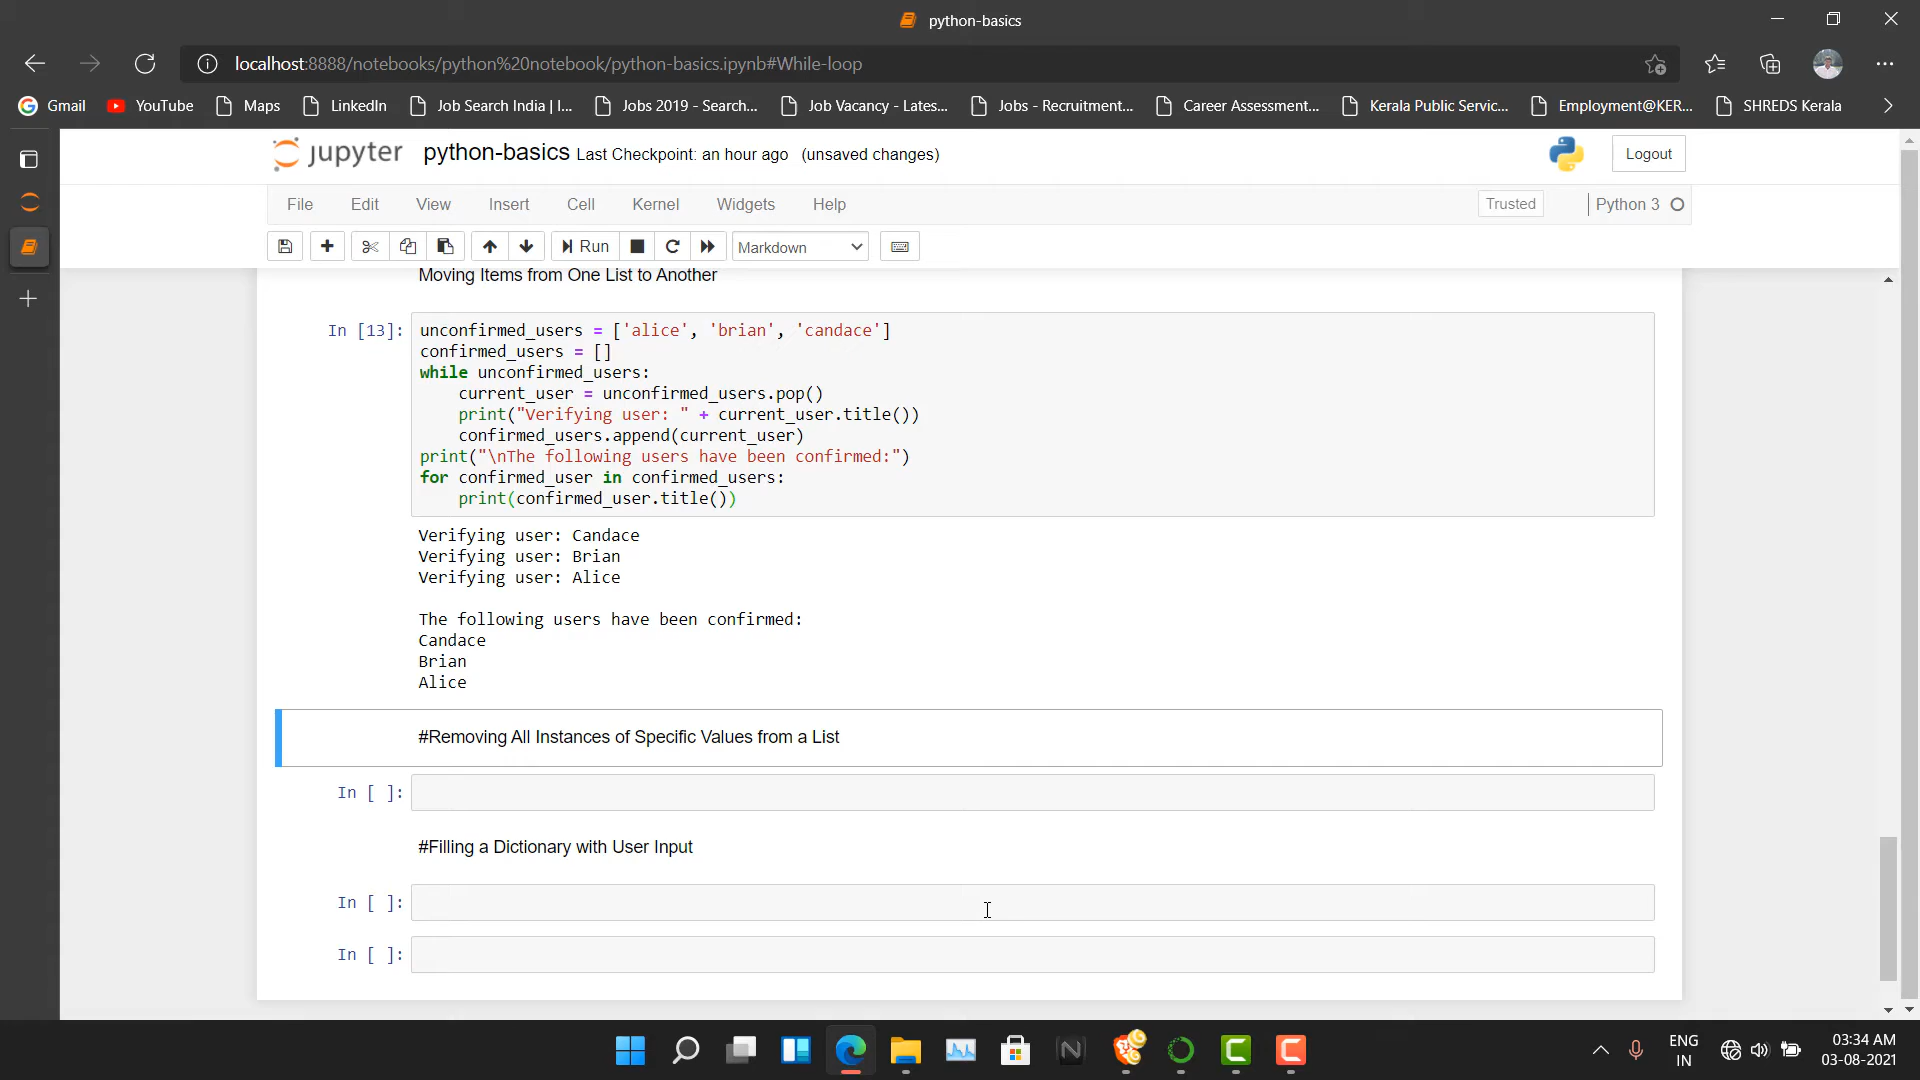 python-basics
localhost:8888/notebooks/python%20notebook/python-basics.ipynb#While-loop
Gmail YouTube Maps LinkedIn Job Search India | I... Jobs 2019 - Search... Job Vacancy - Lates... Jobs - Recruitment... Career Assessment... Kerala Public Servic... Employment@KER... SHREDS Kerala
jupyter python-basics Last Checkpoint: an hour ago (unsaved changes) Logout
File Edit View Insert Cell Kernel Widgets Help Trusted Python 3
Run Markdown
Moving Items from One List to Another
In [13]: unconfirmed_users = ['alice', 'brian', 'candace']
confirmed_users = []
while unconfirmed_users:
    current_user = unconfirmed_users.pop()
    print("Verifying user: " + current_user.title())
    confirmed_users.append(current_user)
print("\nThe following users have been confirmed:")
for confirmed_user in confirmed_users:
    print(confirmed_user.title())
Verifying user: Candace
Verifying user: Brian
Verifying user: Alice
The following users have been confirmed:
Candace
Brian
Alice
#Removing All Instances of Specific Values from a List
In [ ]:
#Filling a Dictionary with User Input
In [ ]:
In [ ]:
ENG 03:34 AM
IN 03-08-2021